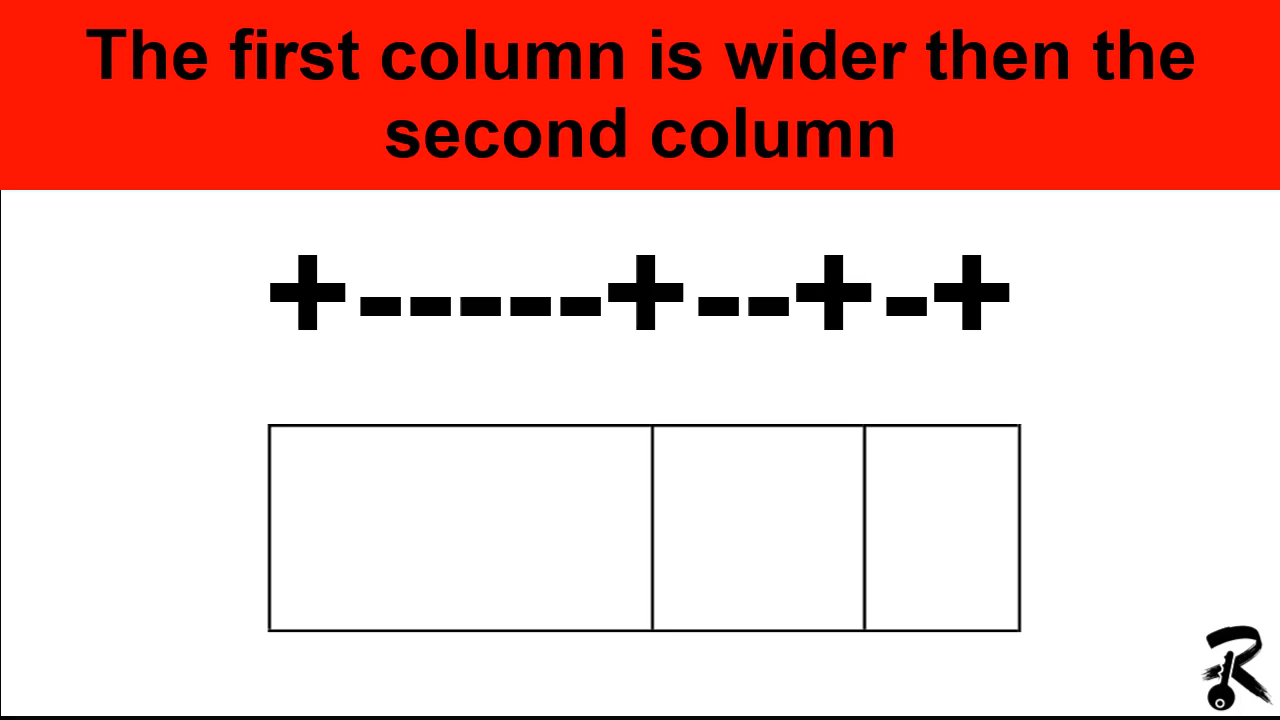 The first column is wider then the
second column
+-----+--+-+
R